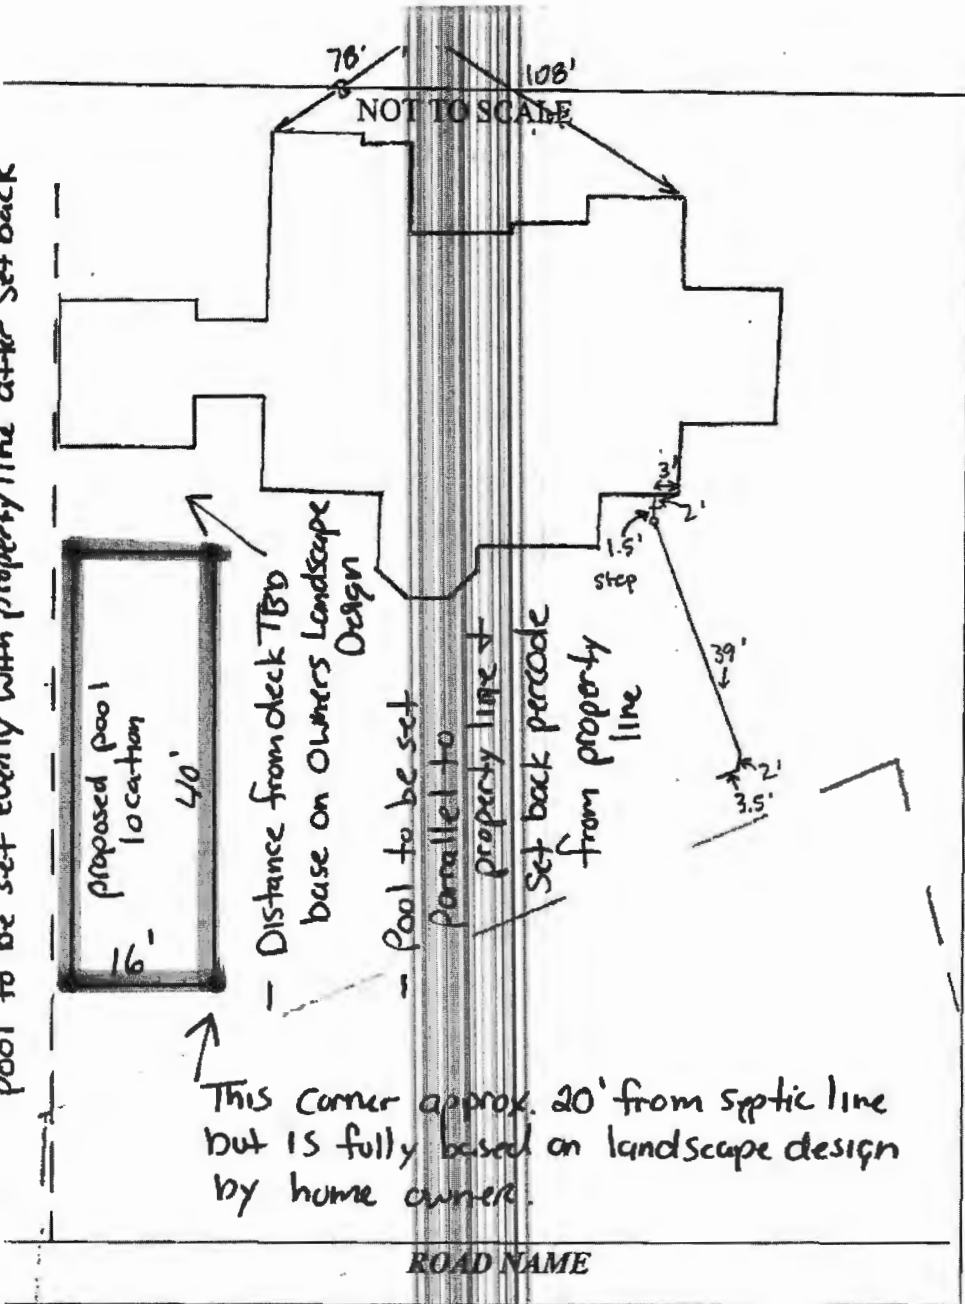 78'
108'
NOT TO SCALE
pool to be set evenly with property line after set back
3'
2'
1.5'
step
39'
2'
3.5'
proposed pool
location
40'
16'
- Distance from deck TBD
base on owners Landscape
Design
- Pool to be set
parallel to
property line +
Set back per code
from property
line
This corner approx. 20' from septic line
but is fully based on landscape design
by home owner.
ROAD NAME